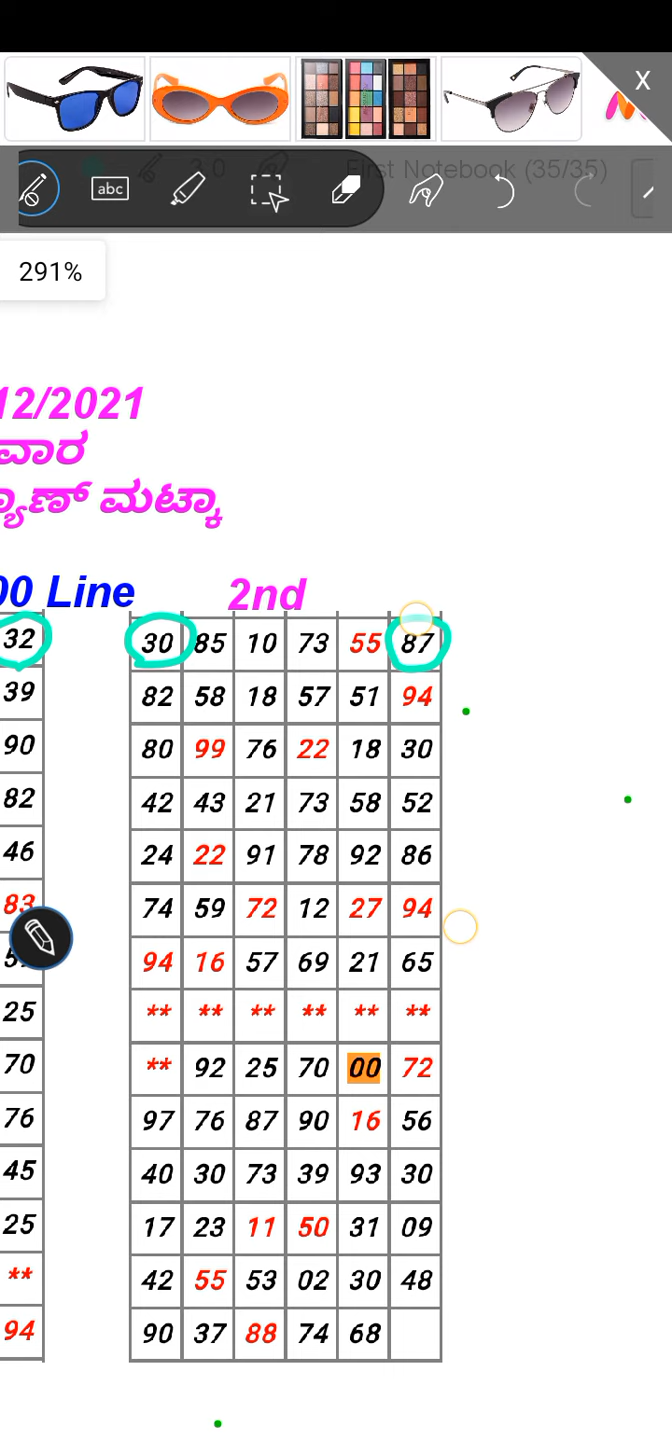 X
3.0 First Notebook (35/35)
abc
291%
12/2021
ವಾರ
ಯಾಣ್ ಮಟ್ಕಾ
00 Line 2nd
32 30 85 10 73 55 87
39 82 58 18 57 51 94
90 80 99 76 22 18 30
82 42 43 21 73 58 52
46 24 22 91 78 92 86
83 74 59 72 12 27 94
94 16 57 69 21 65
25 ** ** ** ** ** **
70 ** 92 25 70 00 72
76 97 76 87 90 16 56
45 40 30 73 39 93 30
25 17 23 11 50 31 09
** 42 55 53 02 30 48
94 90 37 88 74 68